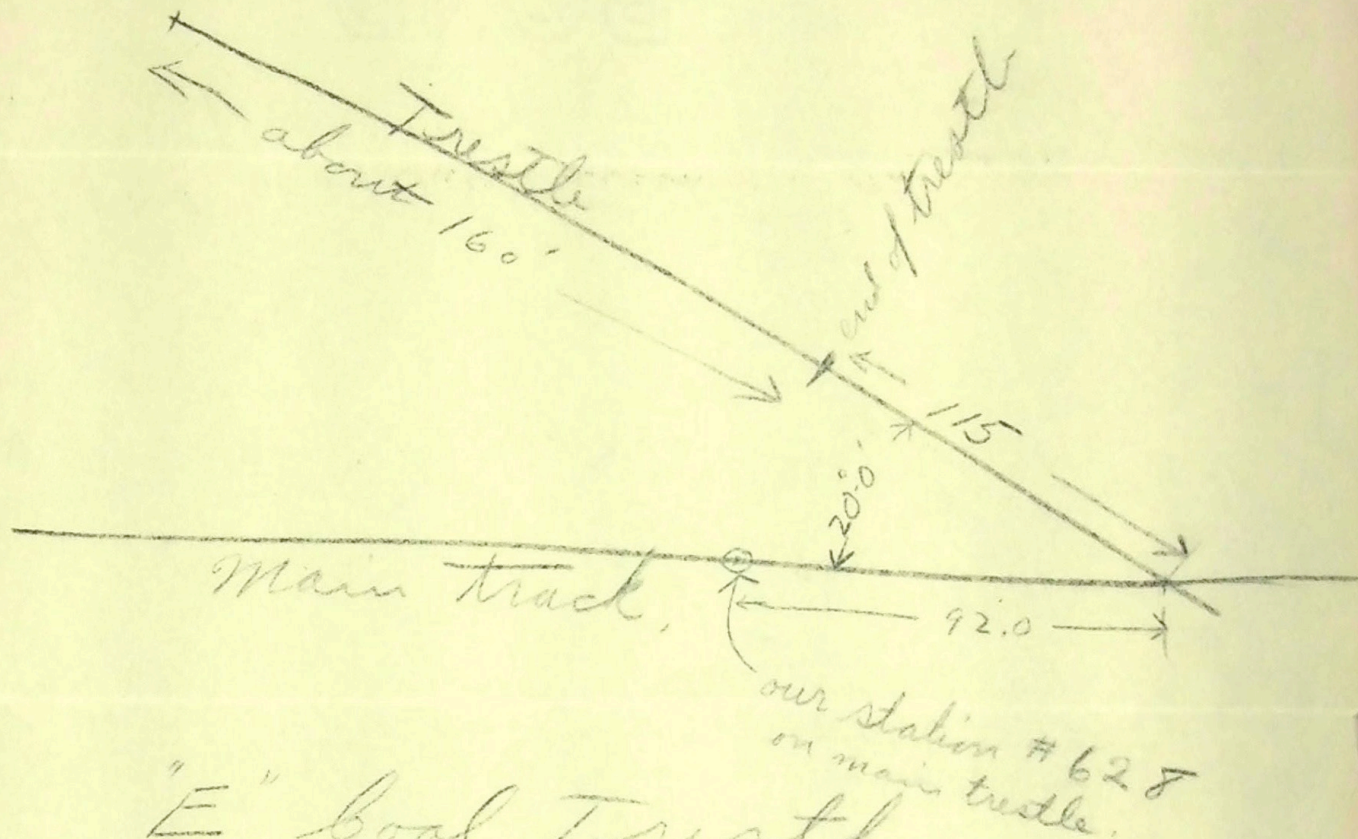 Trestle
about 160'
end of trestle
115
20'.0'
Main track.
92.0
our station # 628
on main trestle.
"E" Coal Trestle